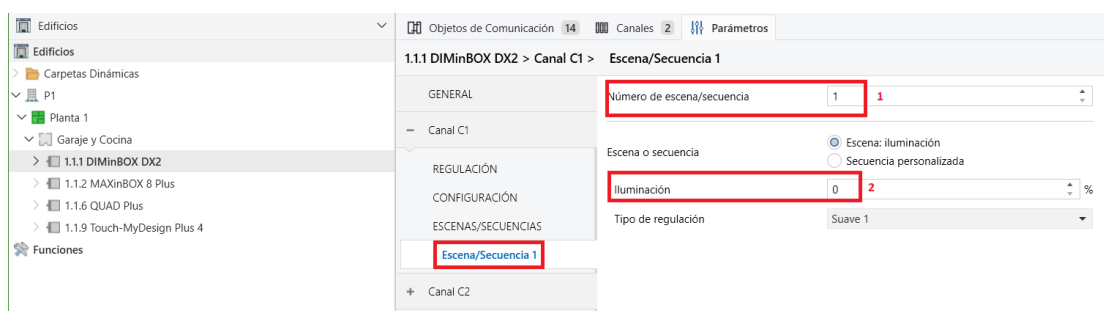 Edificios
Edificios
Carpetas Dinámicas
P1
Planta 1
Garaje y Cocina
1.1.1 DIMinBOX DX2
1.1.2 MAXinBOX 8 Plus
1.1.6 QUAD Plus
1.1.9 Touch-MyDesign Plus 4
Funciones
Objetos de Comunicación 14 Canales 2 Parámetros
1.1.1 DIMinBOX DX2 > Canal C1 > Escena/Secuencia 1
GENERAL
Canal C1
REGULACIÓN
CONFIGURACIÓN
ESCENAS/SECUENCIAS
Escena/Secuencia 1
Canal C2
Número de escena/secuencia 1 1
Escena o secuencia
Escena: iluminación
Secuencia personalizada
Iluminación 0 2 %
Tipo de regulación Suave 1